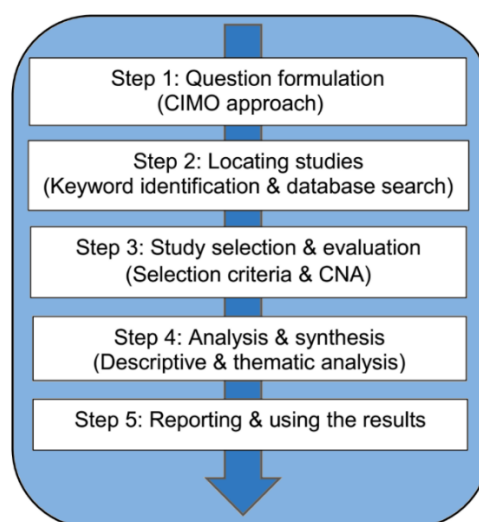 Step 1: Question formulation
(CIMO approach)
Step 2: Locating studies
(Keyword identification & database search)
Step 3: Study selection & evaluation
(Selection criteria & CNA)
Step 4: Analysis & synthesis
(Descriptive & thematic analysis)
Step 5: Reporting & using the results